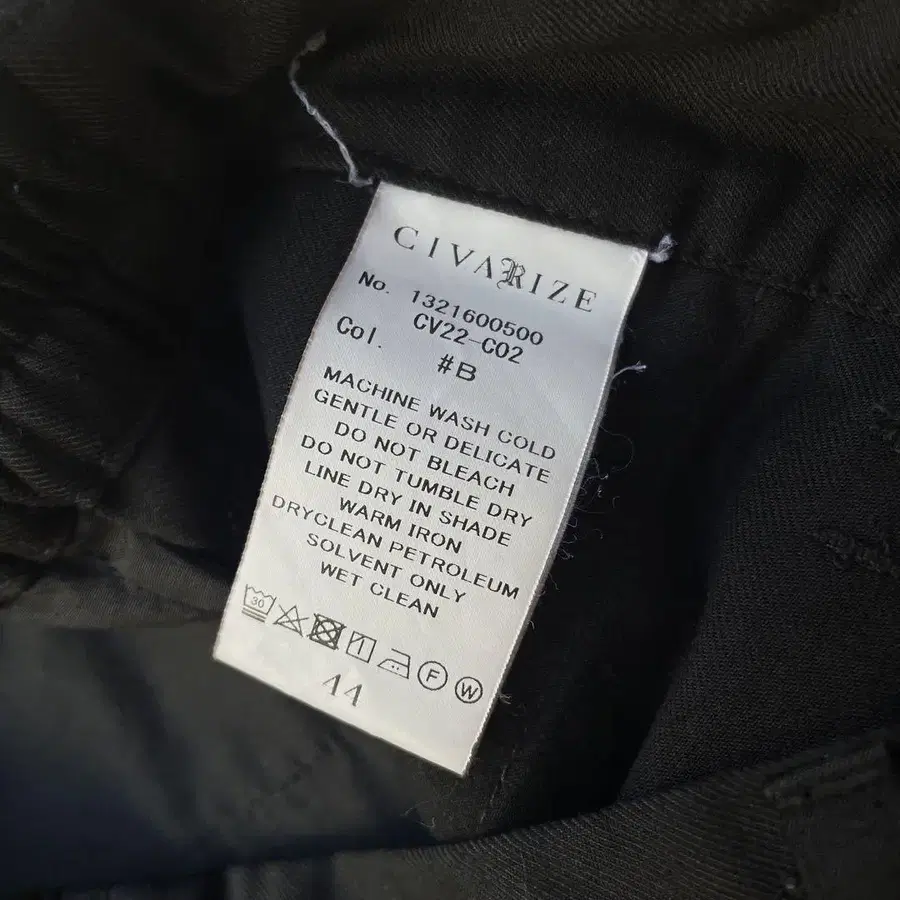 CIVARIZE
No. 1321600500
CV22-C02
Col. #B
MACHINE WASH COLD
GENTLE OR DELICATE
DO NOT BLEACH
DO NOT TUMBLE DRY
LINE DRY IN SHADE
WARM IRON
DRYCLEAN PETROLEUM
SOLVENT ONLY
WET CLEAN
30 F W
44